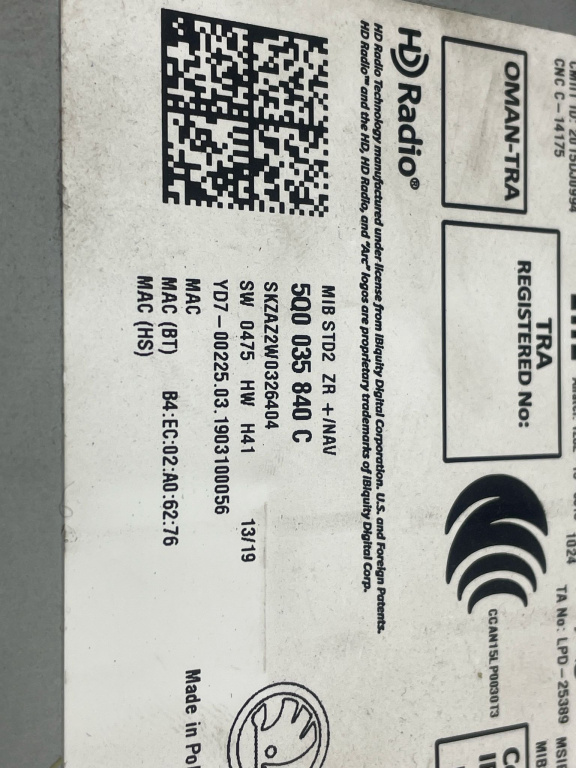 CNC C-14175
OMAN-TRA
TRA
REGISTERED No:
1024
TA No: LPD-25389
CCAN15LP0030T3
HD Radio®
HD Radio Technology manufactured under license from iBiquity Digital Corporation. U.S. and Foreign Patents.
HD Radio™ and the HD, HD Radio, and "Arc" logos are proprietary trademarks of iBiquity Digital Corp.
MIB STD2 ZR +/NAV
5Q0 035 840 C
SKZAZ2W0326404
SW 0475 HW H41 13/19
YD7-00225.03.1903100056
MAC
MAC (BT) B4:EC:02:A0:62:76
MAC (HS)
Made in